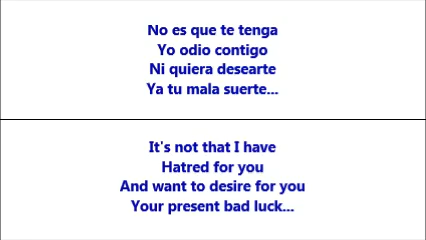 No es que te tenga
Yo odio contigo
Ni quiera desearte
Ya tu mala suerte...
It's not that I have
Hatred for you
And want to desire for you
Your present bad luck...